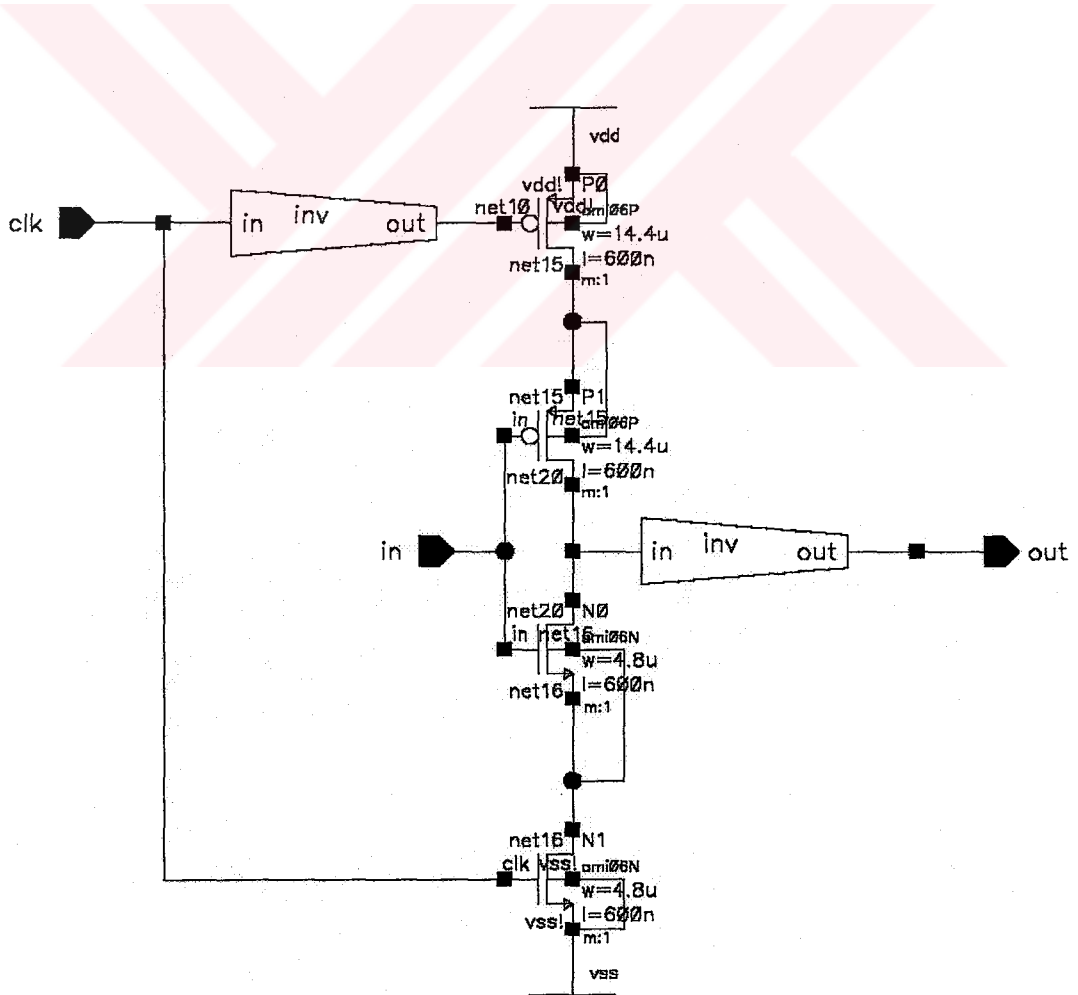 vdd
vdd! P0
net10 vdd! ami06P
clk in inv out
w=14.4u
net15 l=600n
m:1
net15 P1
in net15 ami06P
w=14.4u
net20 l=600n
m:1
in in inv out out
net20 N0
in net16 ami06N
w=4.8u
net16 l=600n
m:1
net16 N1
clk vss! ami06N
w=4.8u
l=600n
vss! m:1
vss